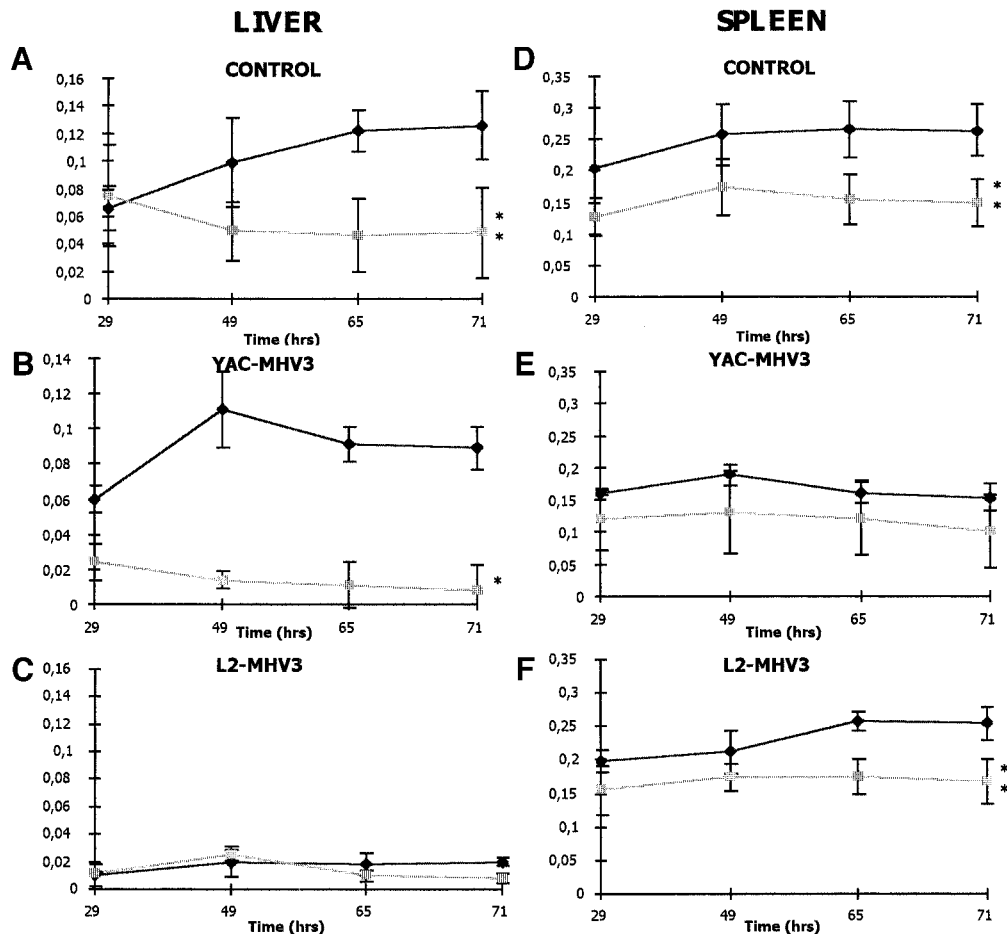 LIVER
A
CONTROL
0,16
0,14
0,12
0,1
0,08
0,06
0,04
0,02
0
*
*
29 49 65 71
Time (hrs)
B
YAC-MHV3
0,14
0,12
0,1
0,08
0,06
0,04
0,02
0
*
29 49 65 71
Time (hrs)
C
L2-MHV3
0,16
0,14
0,12
0,1
0,08
0,06
0,04
0,02
0
29 49 65 71
Time (hrs)
SPLEEN
D
CONTROL
0,35
0,3
0,25
0,2
0,15
0,1
0,05
0
*
*
29 49 65 71
Time (hrs)
E
YAC-MHV3
0,35
0,3
0,25
0,2
0,15
0,1
0,05
0
29 49 65 71
Time (hrs)
F
L2-MHV3
0,35
0,3
0,25
0,2
0,15
0,1
0,05
0
*
*
29 49 65 71
Time (hrs)